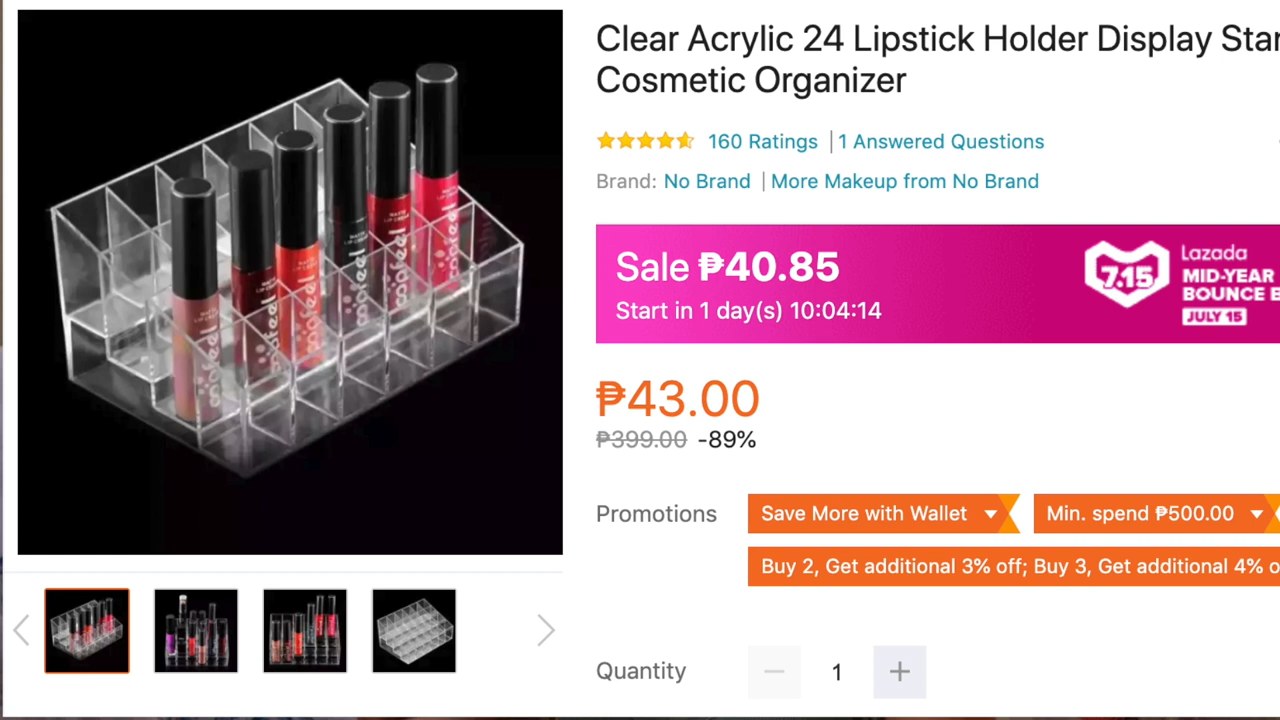 Clear Acrylic 24 Lipstick Holder Display
Cosmetic Organizer
160 Ratings | 1 Answered Questions
Brand: No Brand | More Makeup from No Brand
Sale ₱40.85
Start in 1 day(s) 10:04:14
7.15
Lazada
MID-YEAR
BOUNCE
JULY 15
₱43.00
₱399.00 -89%
Promotions
Save More with Wallet
Min. spend ₱500.00
Buy 2, Get additional 3% off; Buy 3, Get additional 4%
Quantity
1